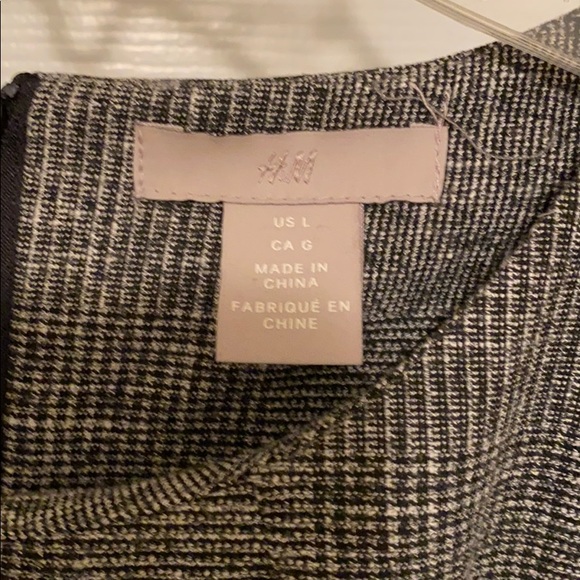 H&M
US L
CA G
MADE IN
CHINA
FABRIQUÉ EN
CHINE